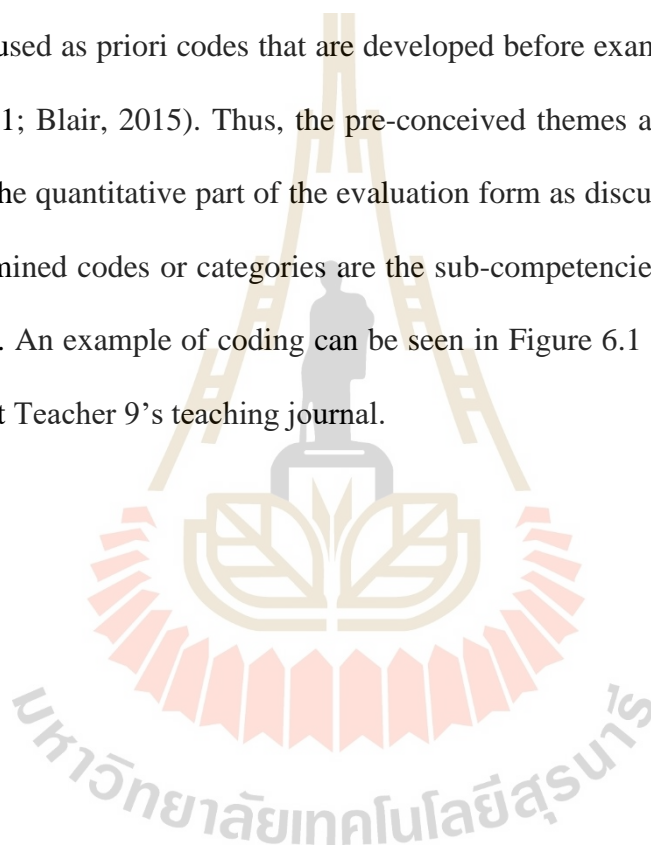 used as priori codes that are developed before exam
1; Blair, 2015). Thus, the pre-conceived themes a
he quantitative part of the evaluation form as discu
mined codes or categories are the sub-competencie
. An example of coding can be seen in Figure 6.1
t Teacher 9’s teaching journal.
มหาวิทยาลัยเทคโนโลยีสุรนารี